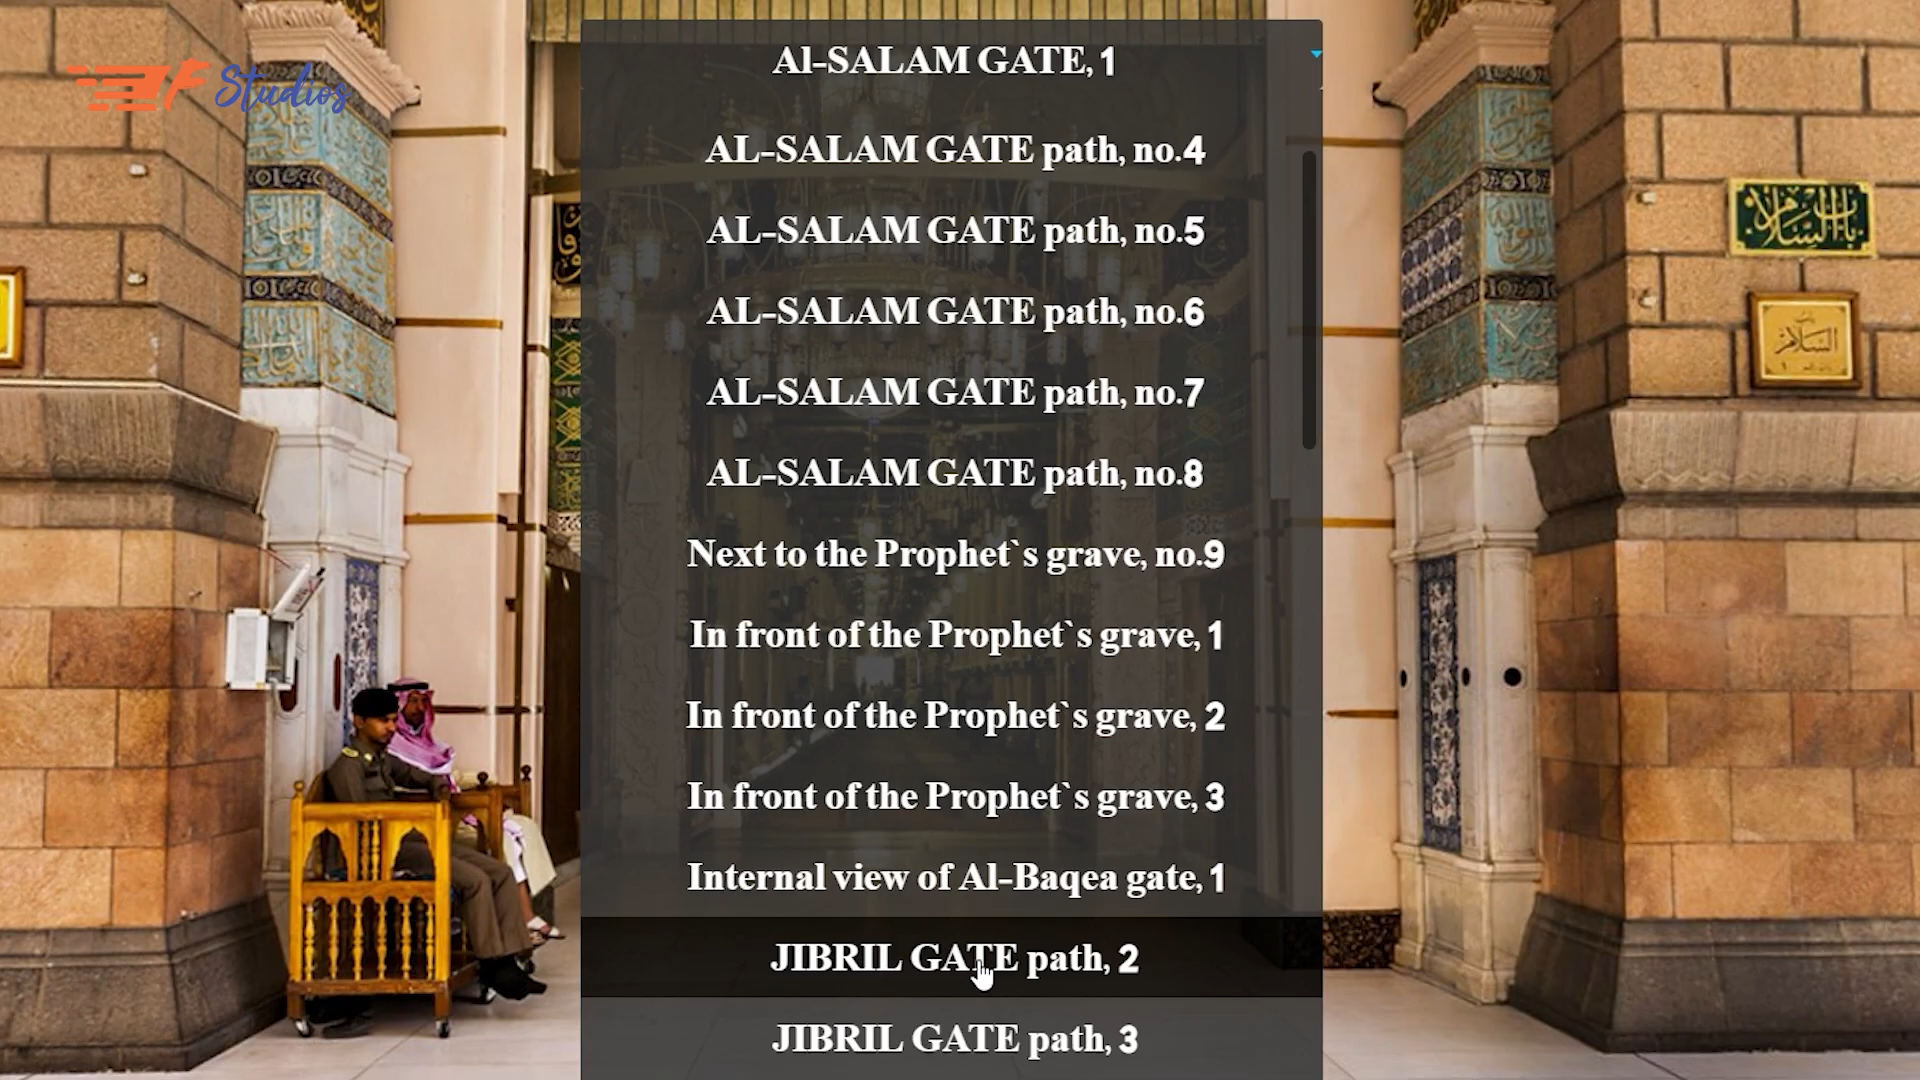 F Studios
Al-SALAM GATE, 1
AL-SALAM GATE path, no.4
AL-SALAM GATE path, no.5
AL-SALAM GATE path, no.6
AL-SALAM GATE path, no.7
AL-SALAM GATE path, no.8
Next to the Prophet`s grave, no.9
In front of the Prophet`s grave, 1
In front of the Prophet`s grave, 2
In front of the Prophet`s grave, 3
Internal view of Al-Baqea gate, 1
JIBRIL GATE path, 2
JIBRIL GATE path, 3
باب السلام
باب
السلام